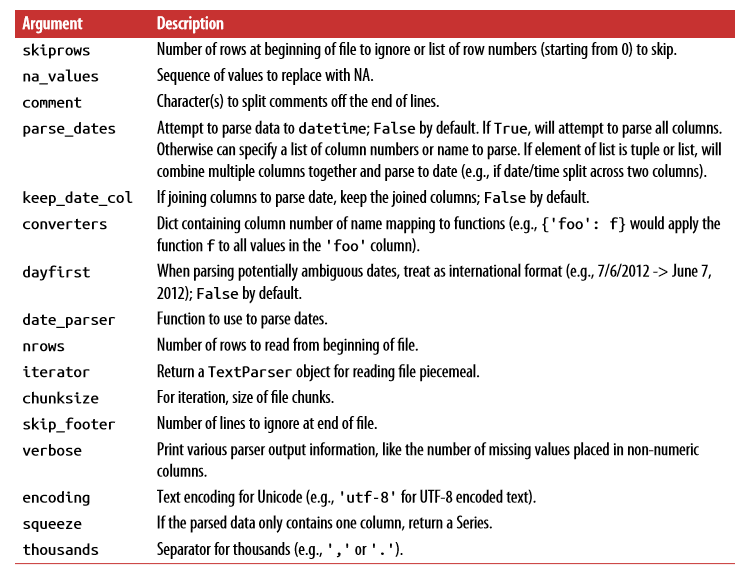 Argument Description
skiprows Number of rows at beginning of file to ignore or list of row numbers (starting from 0) to skip.
na_values Sequence of values to replace with NA.
comment Character(s) to split comments off the end of lines.
parse_dates Attempt to parse data to datetime; False by default. If True, will attempt to parse all columns.
Otherwise can specify a list of column numbers or name to parse. If element of list is tuple or list, will
combine multiple columns together and parse to date (e.g., if date/time split across two columns).
keep_date_col If joining columns to parse date, keep the joined columns; False by default.
converters Dict containing column number of name mapping to functions (e.g., {'foo': f} would apply the
function f to all values in the 'foo' column).
dayfirst When parsing potentially ambiguous dates, treat as international format (e.g., 7/6/2012 -> June 7,
2012); False by default.
date_parser Function to use to parse dates.
nrows Number of rows to read from beginning of file.
iterator Return a TextParser object for reading file piecemeal.
chunksize For iteration, size of file chunks.
skip_footer Number of lines to ignore at end of file.
verbose Print various parser output information, like the number of missing values placed in non-numeric
columns.
encoding Text encoding for Unicode (e.g., 'utf-8' for UTF-8 encoded text).
squeeze If the parsed data only contains one column, return a Series.
thousands Separator for thousands (e.g., ',' or '.').